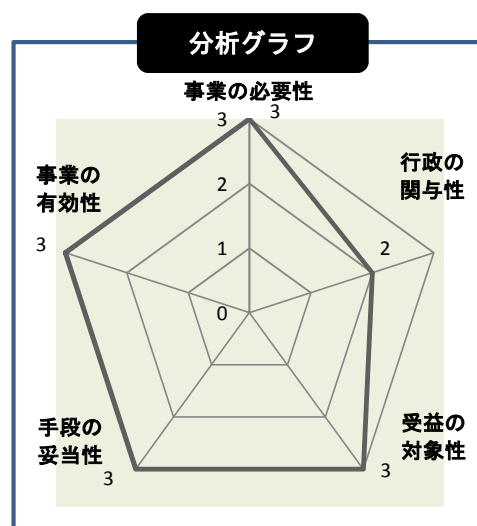 分析グラフ
事業の必要性
3
3
行政の
関与性
事業の
有効性
2
2
3
1
0
手段の
妥当性
受益の
対象性
3
3